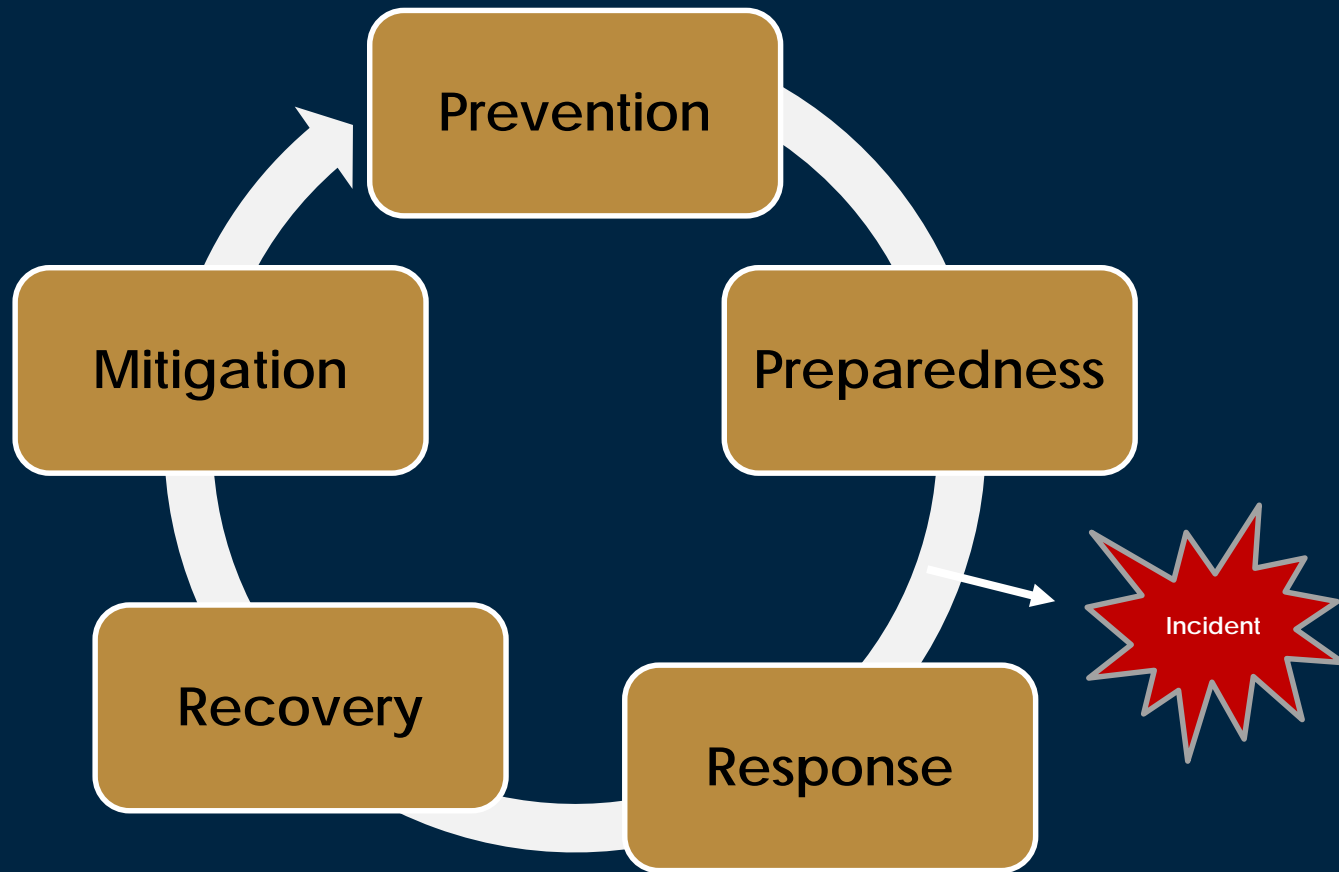 Prevention
Preparedness
Incident
Response
Recovery
Mitigation